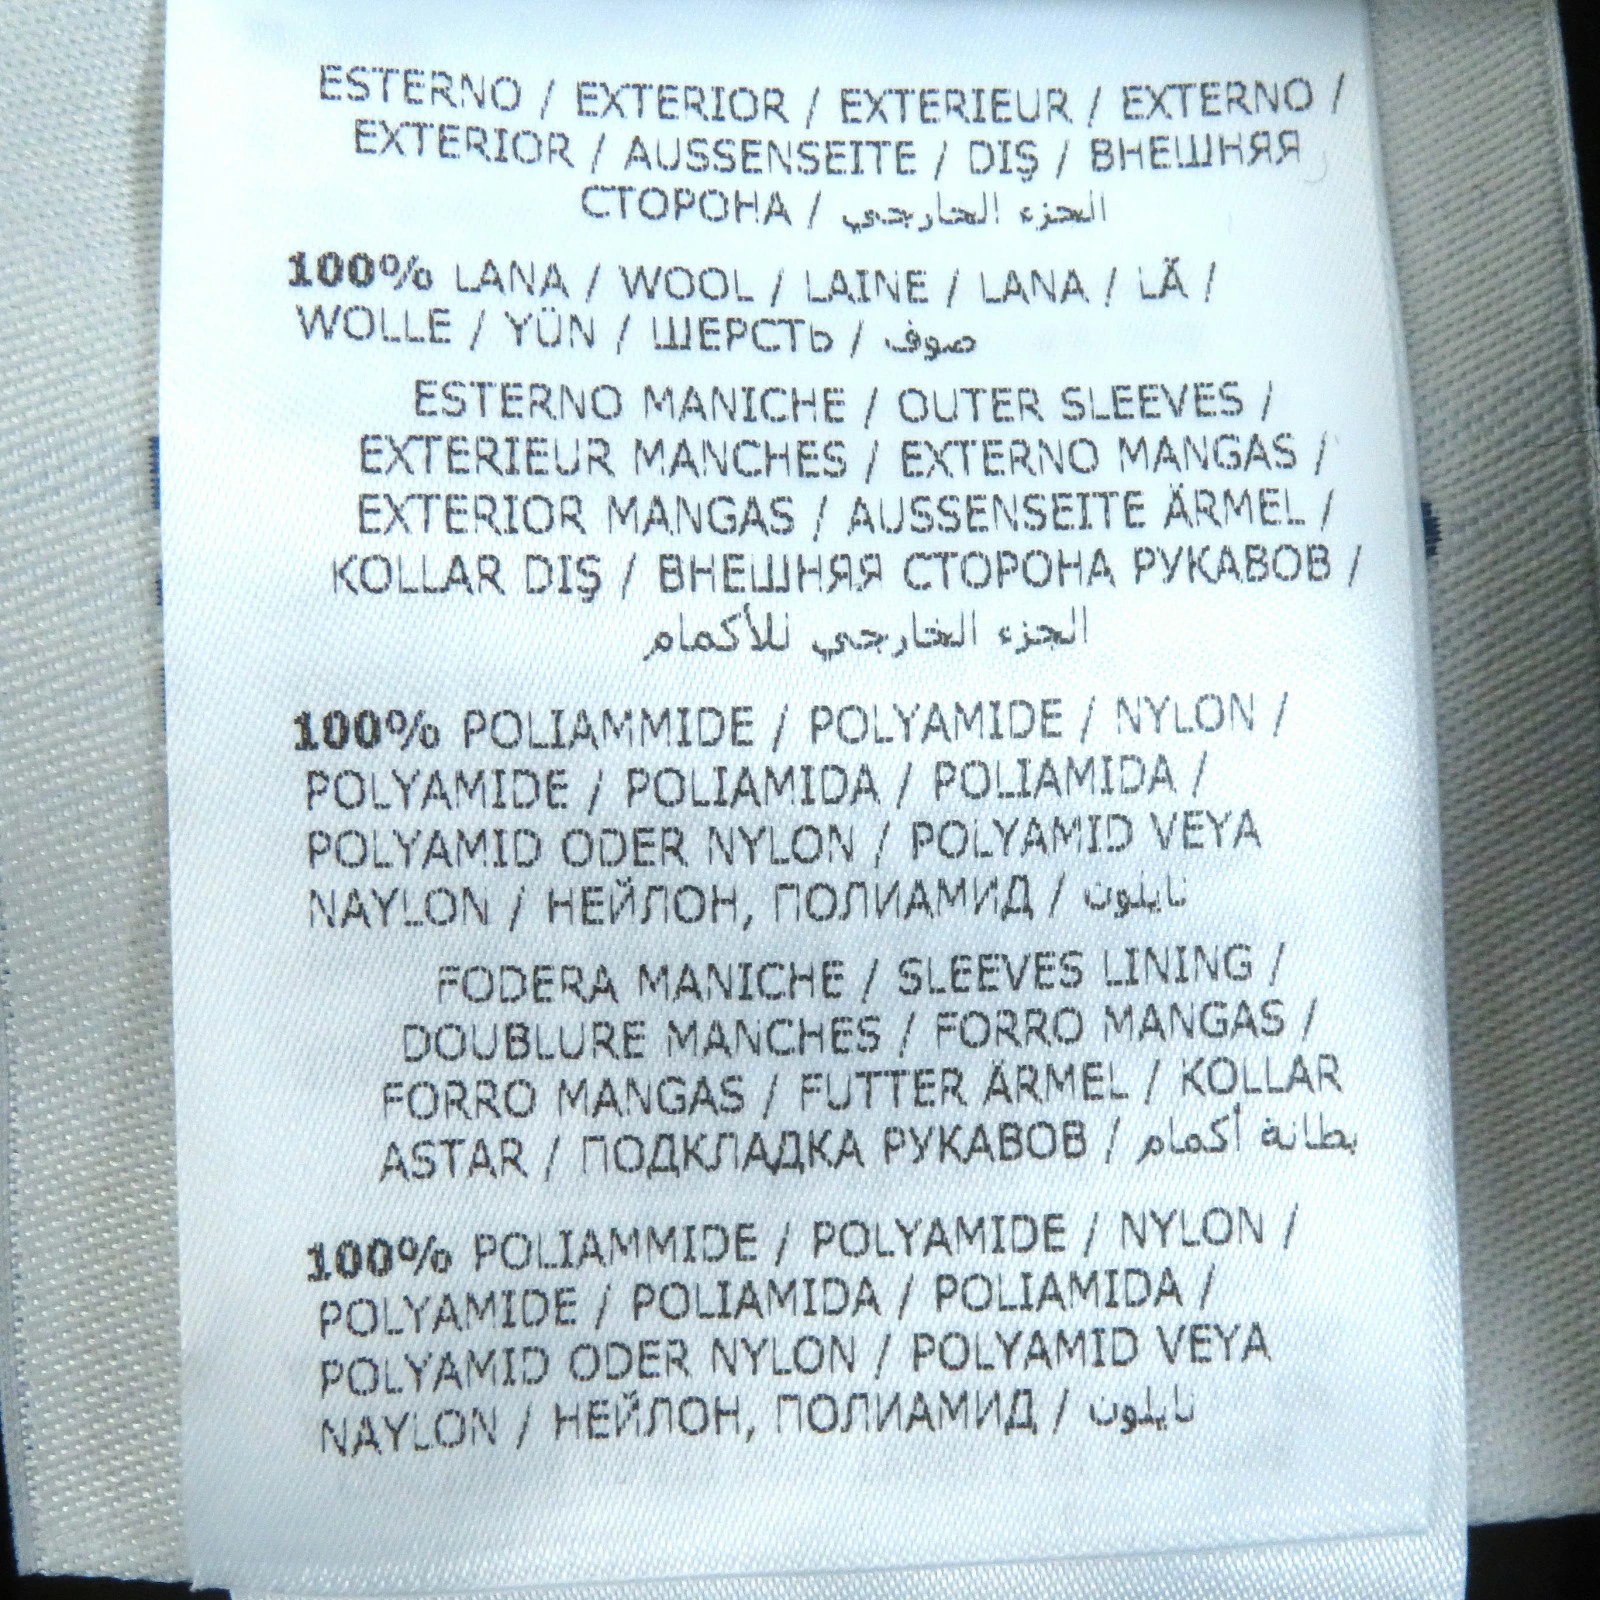 ESTERNO / EXTERIOR / EXTERIEUR / EXTERNO /
EXTERIOR / AUSSENSEITE / DIŞ / ВНЕШНЯЯ
СТОРОНА / الجزء الخارجي
100% LANA / WOOL / LAINE / LANA / LÃ /
WOLLE / YÜN / ШЕРСТЬ / صوف
ESTERNO MANICHE / OUTER SLEEVES /
EXTERIEUR MANCHES / EXTERNO MANGAS /
EXTERIOR MANGAS / AUSSENSEITE ÄRMEL /
KOLLAR DIŞ / ВНЕШНЯЯ СТОРОНА РУКАВОВ /
الجزء الخارجي للأكمام
100% POLIAMMIDE / POLYAMIDE / NYLON /
POLYAMIDE / POLIAMIDA / POLIAMIDA /
POLYAMID ODER NYLON / POLYAMID VEYA
NAYLON / НЕЙЛОН, ПОЛИАМИД / نايلون
FODERA MANICHE / SLEEVES LINING /
DOUBLURE MANCHES / FORRO MANGAS /
FORRO MANGAS / FUTTER ÄRMEL / KOLLAR
ASTAR / ПОДКЛАДКА РУКАВОВ / بطانة أكمام
100% POLIAMMIDE / POLYAMIDE / NYLON /
POLYAMIDE / POLIAMIDA / POLIAMIDA /
POLYAMID ODER NYLON / POLYAMID VEYA
NAYLON / НЕЙЛОН, ПОЛИАМИД / نايلون